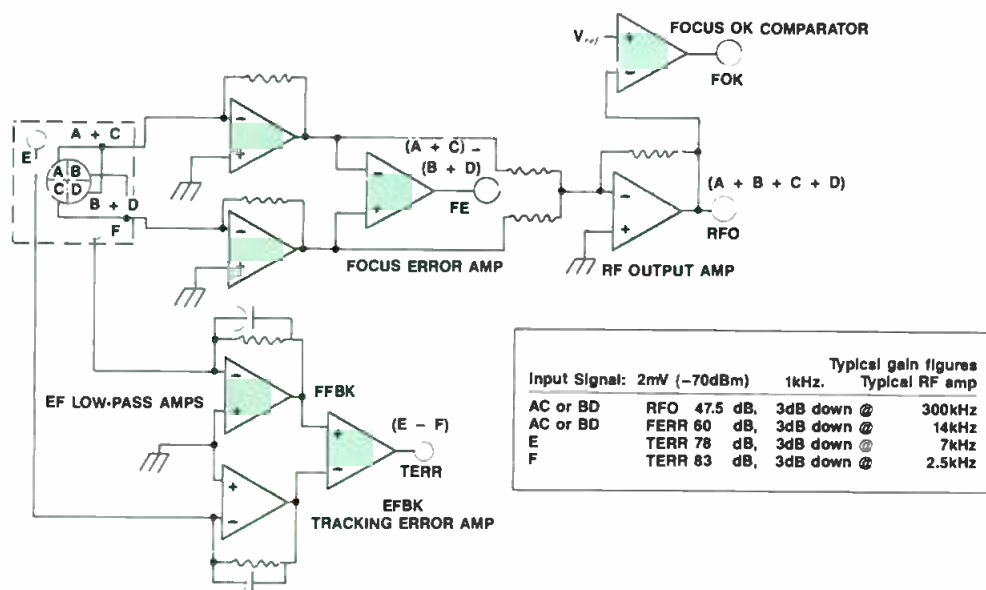 FOCUS OK COMPARATOR
Vref
+
−
FOK
A + C
E
A B
C D
B + D
F
−
+
−
+
(A + C) −
(B + D)
−
+
FE
FOCUS ERROR AMP
−
+
(A + B + C + D)
RFO
RF OUTPUT AMP
EF LOW-PASS AMPS
−
+
FFBK
+
−
(E − F)
TERR
+
−
EFBK
TRACKING ERROR AMP
Typical gain figures
Input Signal: 2mV (−70dBm) 1kHz. Typical RF amp
AC or BD RFO 47.5 dB, 3dB down @ 300kHz
AC or BD FERR 60 dB, 3dB down @ 14kHz
E TERR 78 dB, 3dB down @ 7kHz
F TERR 83 dB, 3dB down @ 2.5kHz